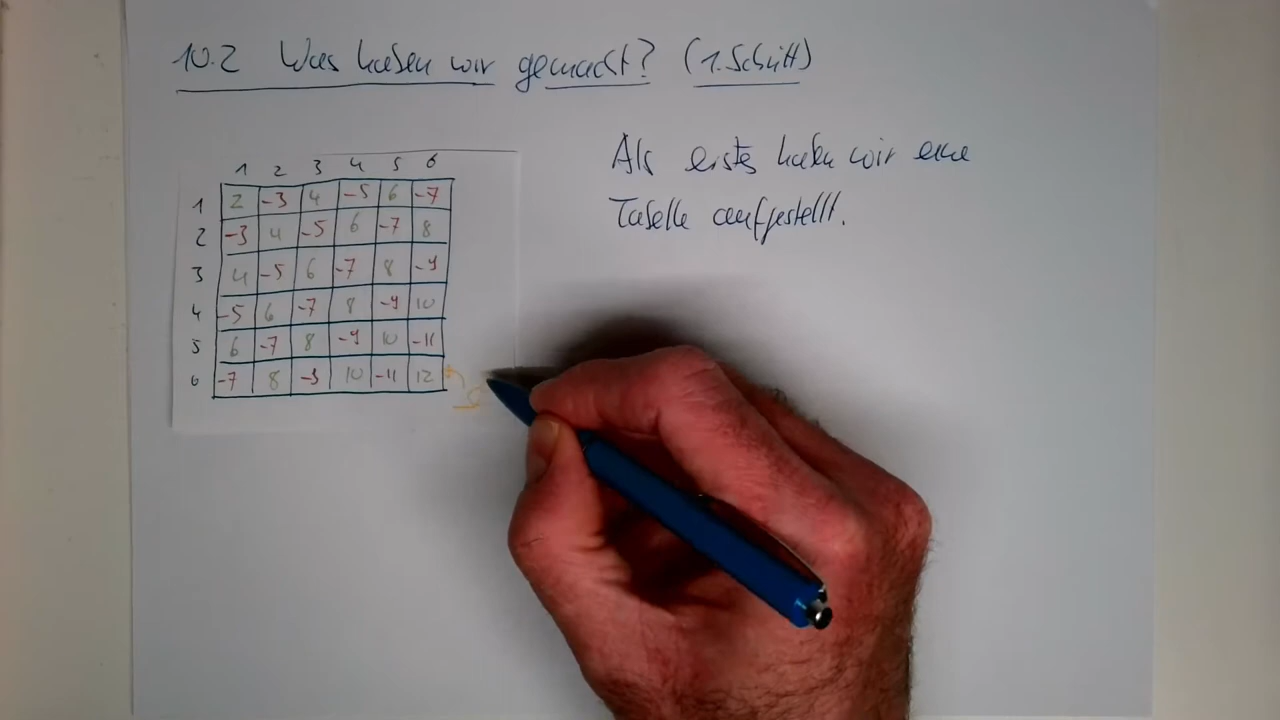 10.2 Was haben wir gemacht? (1. Schritt)
Als erstes haben wir eine
Tabelle aufgestellt.
1 2 3 4 5 6
1 2 -3 4 -5 6 -7
2 -3 4 -5 6 -7 8
3 4 -5 6 -7 8 -9
4 -5 6 -7 8 -9 10
5 6 -7 8 -9 10 -11
6 -7 8 -9 10 -11 12